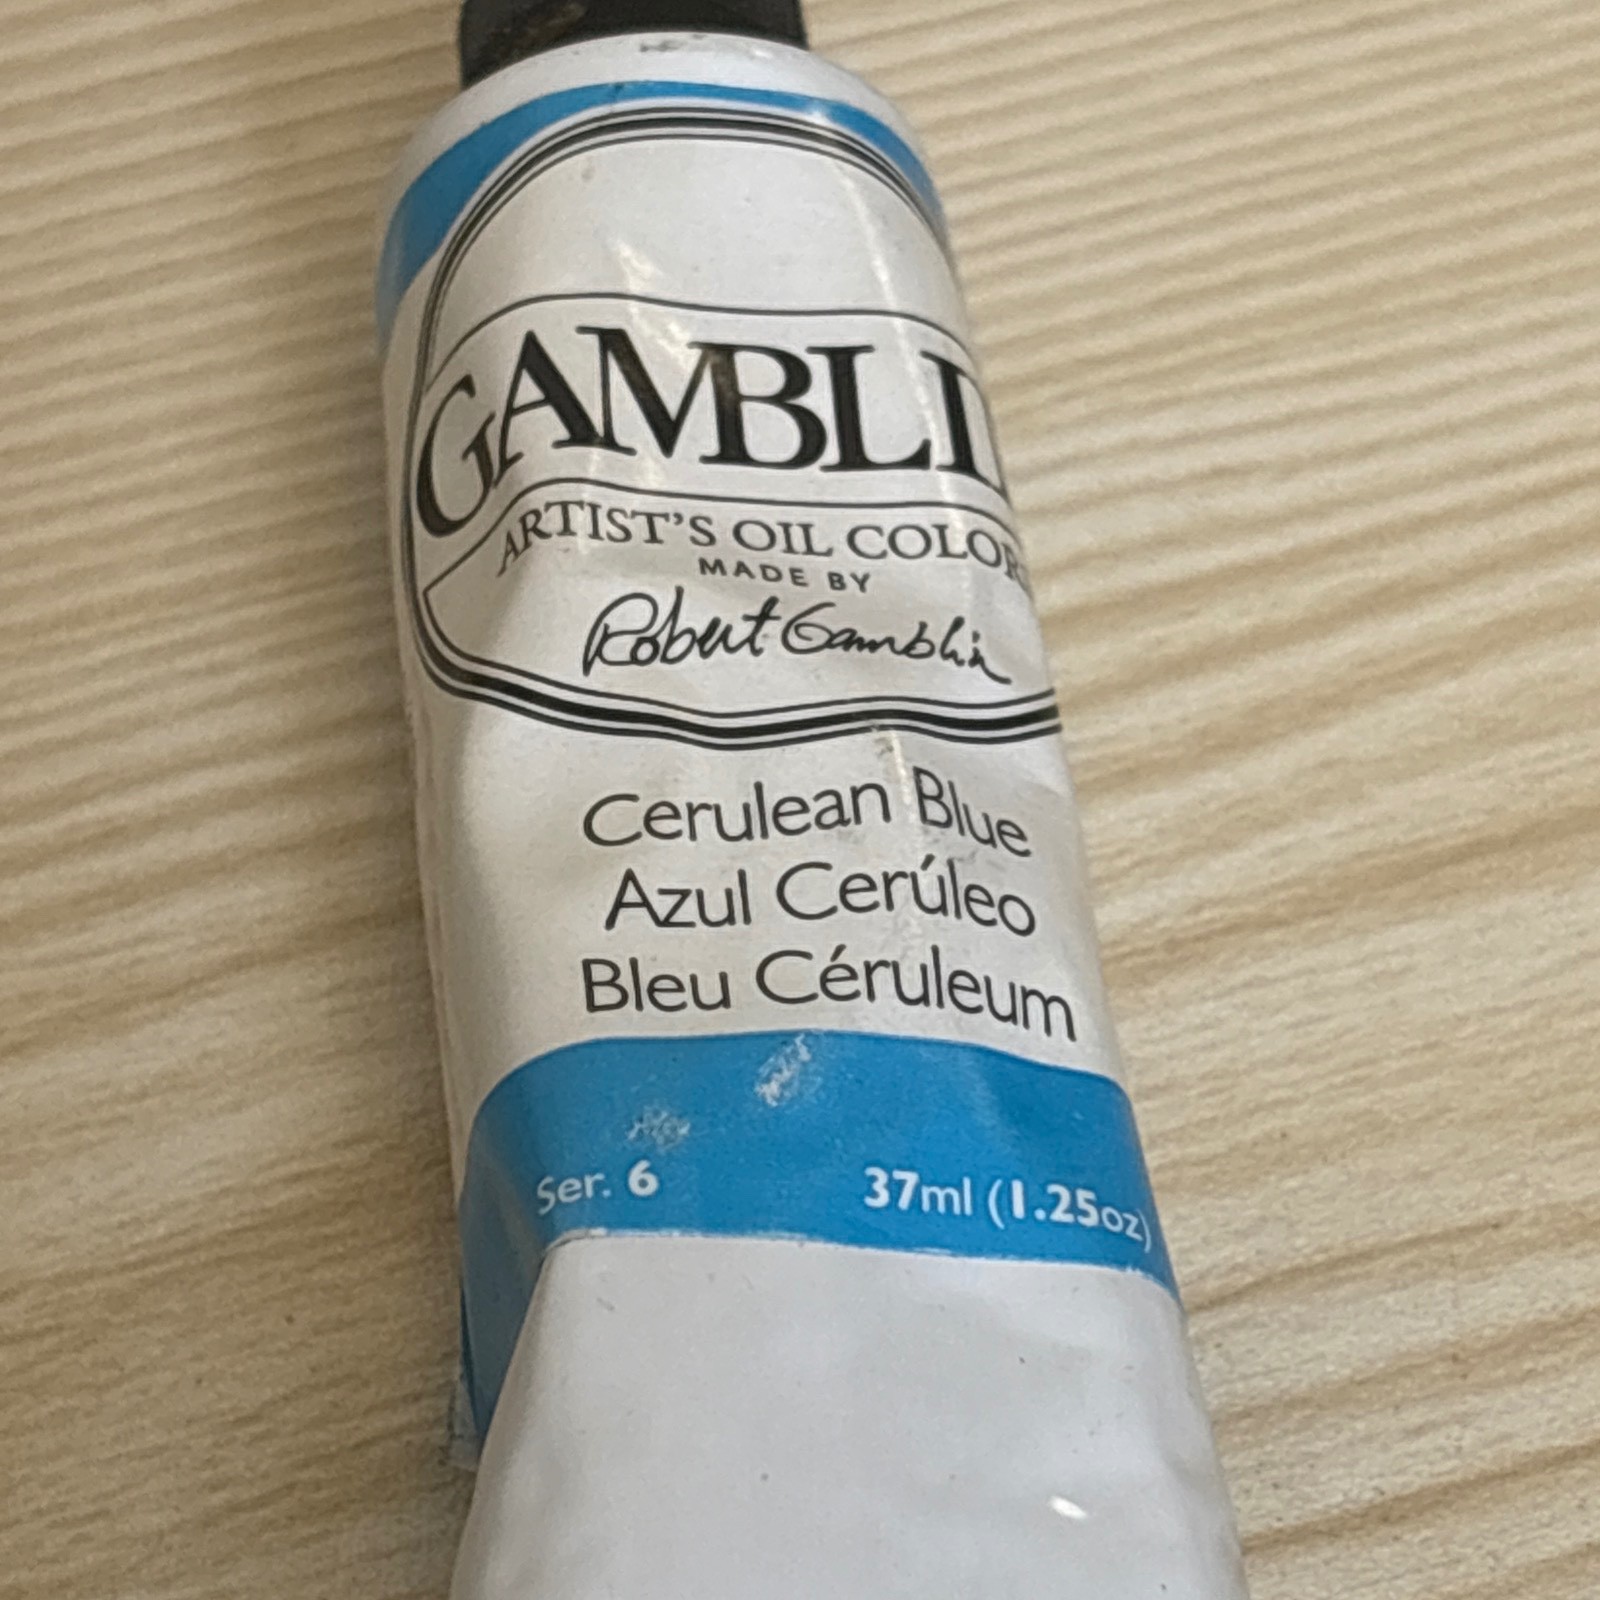 GAMBLI
ARTIST'S OIL COLOR
MADE BY
Robert Gamblin
Cerulean Blue
Azul Cerúleo
Bleu Céruleum
Ser. 6 37ml (1.25oz)